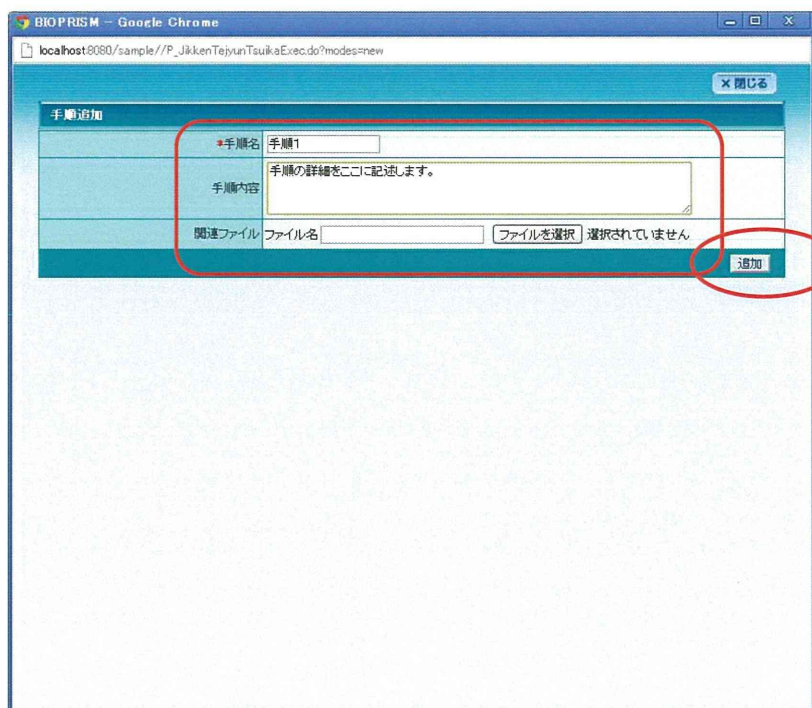 BIOPRISM - Google Chrome
localhost:8080/sample//P_JikkenTejyunTsuikaExec.do?modes=new
×閉じる
手順追加
*手順名 手順1
手順内容 手順の詳細をここに記述します。
関連ファイル ファイル名 ファイルを選択 選択されていません
追加